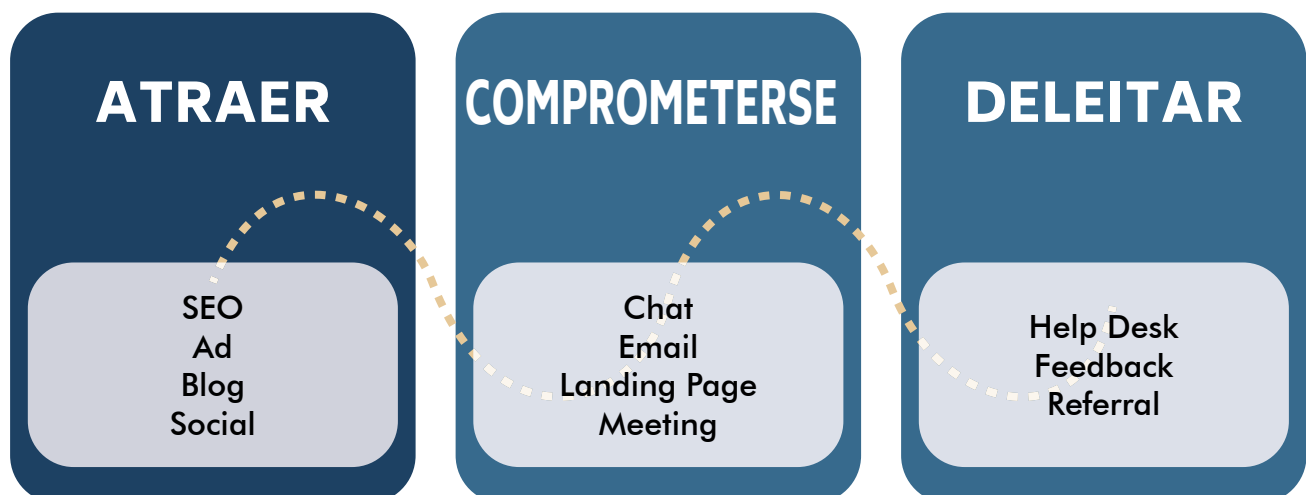 ATRAER
SEO
Ad
Blog
Social
COMPROMETERSE
Chat
Email
Landing Page
Meeting
DELEITAR
Help Desk
Feedback
Referral